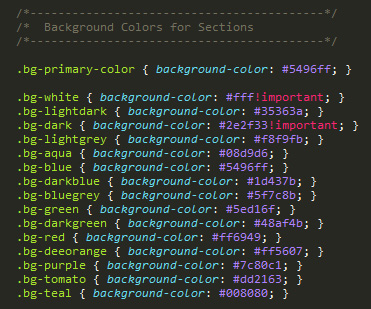 /*------------------------------------------*/
/*  Background Colors for Sections
/*------------------------------------------*/
.bg-primary-color { background-color: #5496ff; }
.bg-white { background-color: #fff!important; }
.bg-lightdark { background-color: #35363a; }
.bg-dark { background-color: #2e2f33!important; }
.bg-lightgrey { background-color: #f8f9fb; }
.bg-aqua { background-color: #08d9d6; }
.bg-blue { background-color: #5496ff; }
.bg-darkblue { background-color: #1d437b; }
.bg-bluegrey { background-color: #5f7c8b; }
.bg-green { background-color: #5ed16f; }
.bg-darkgreen { background-color: #48af4b; }
.bg-red { background-color: #ff6949; }
.bg-deeorange { background-color: #ff5607; }
.bg-purple { background-color: #7c80c1; }
.bg-tomato { background-color: #dd2163; }
.bg-teal { background-color: #008080; }